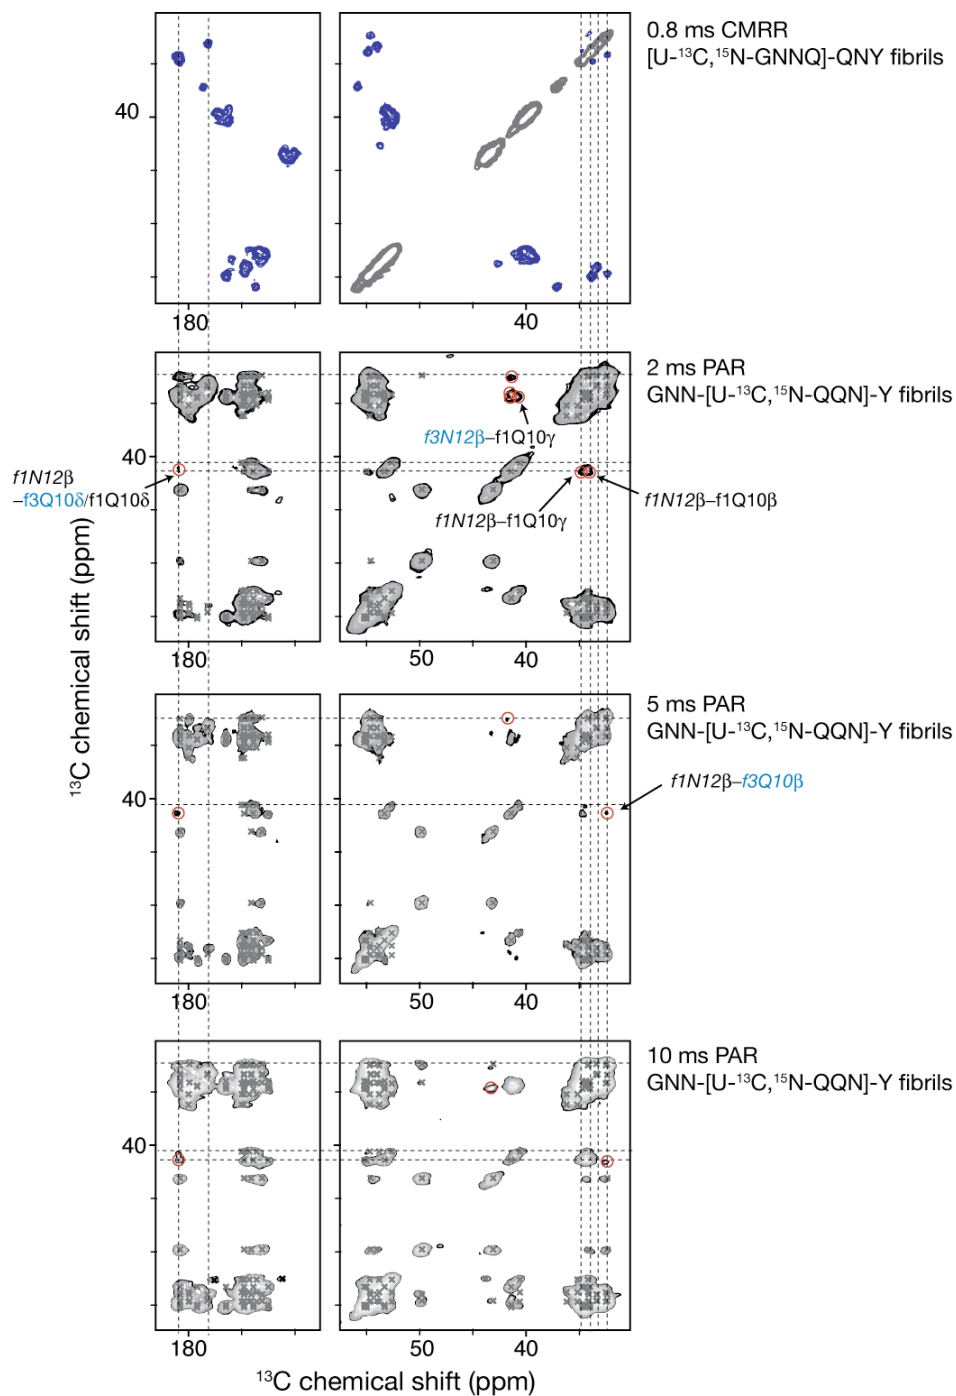 0.8 ms CMRR
[U-¹³C,¹⁵N-GNNQ]-QNY fibrils
40
180
40
2 ms PAR
GNN-[U-¹³C,¹⁵N-QQN]-Y fibrils
f3N12β–f1Q10γ
40
f1N12β
–f3Q10δ/f1Q10δ
f1N12β–f1Q10γ
f1N12β–f1Q10β
180
50
40
5 ms PAR
GNN-[U-¹³C,¹⁵N-QQN]-Y fibrils
f1N12β–f3Q10β
40
180
50
40
10 ms PAR
GNN-[U-¹³C,¹⁵N-QQN]-Y fibrils
40
180
50
40
¹³C chemical shift (ppm)
¹³C chemical shift (ppm)